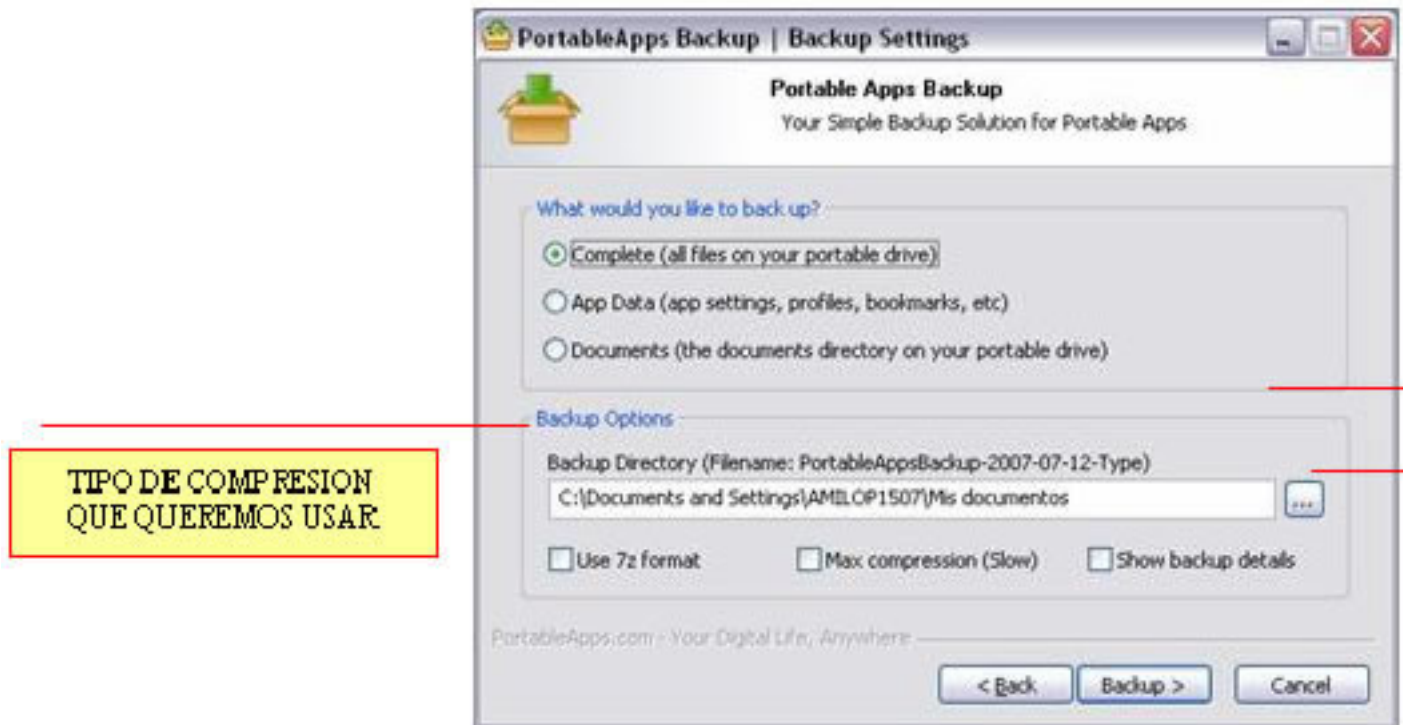 PortableApps Backup | Backup Settings
Portable Apps Backup
Your Simple Backup Solution for Portable Apps
What would you like to back up?
Complete (all files on your portable drive)
App Data (app settings, profiles, bookmarks, etc)
Documents (the documents directory on your portable drive)
Backup Options
Backup Directory (Filename: PortableAppsBackup-2007-07-12-Type)
C:\Documents and Settings\AMILOP1507\Mis documentos
...
Use 7z format
Max compression (Slow)
Show backup details
TIPO DE COMPRESION
QUE QUEREMOS USAR
PortableApps.com - Your Digital Life, Anywhere
< Back
Backup >
Cancel